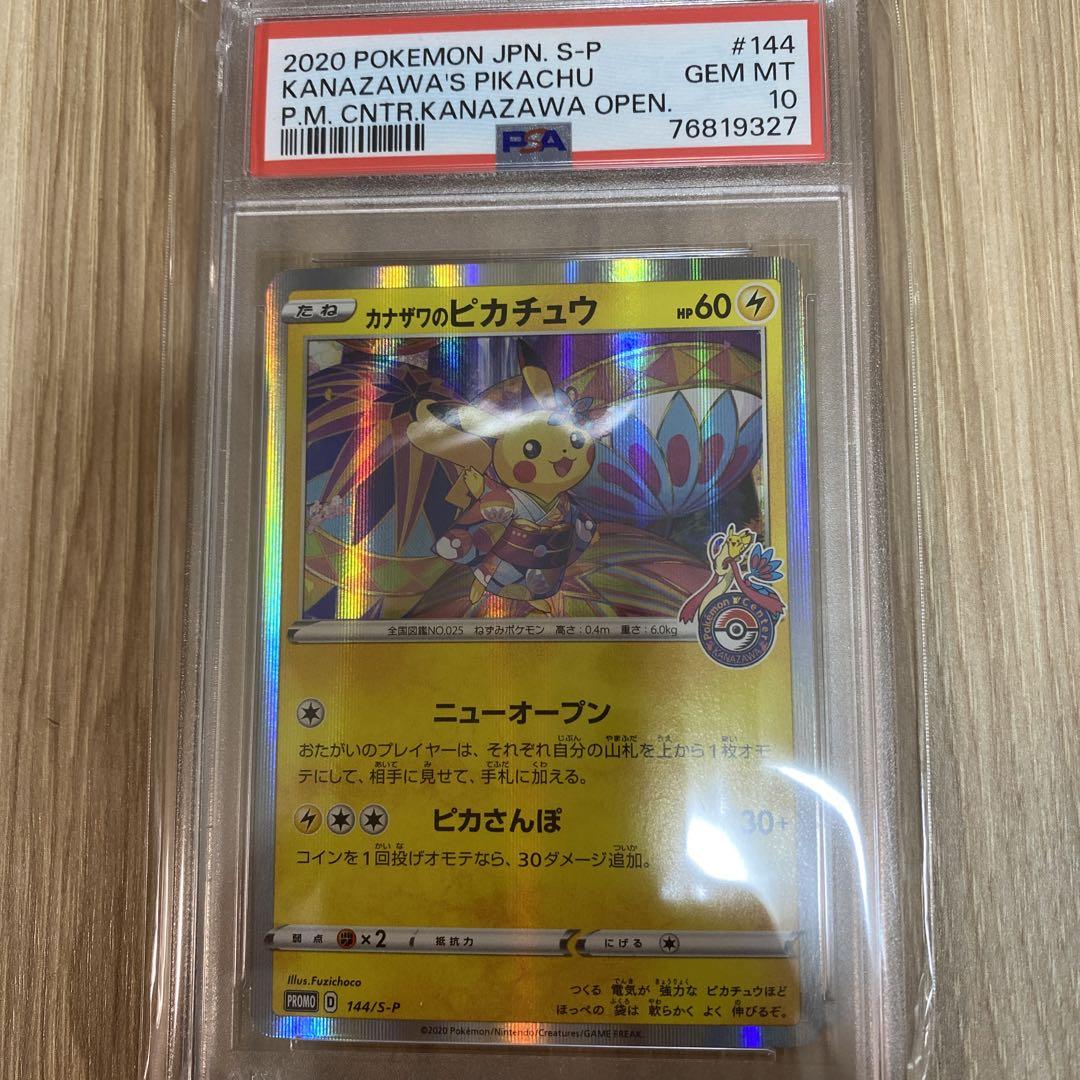 2020 POKEMON JPN. S-P #144
KANAZAWA'S PIKACHU GEM MT
P.M. CNTR.KANAZAWA OPEN. 10
PSA 76819327
たね カナザワのピカチュウ HP60
Pokémon Center
KANAZAWA
全国図鑑NO.025 ねずみポケモン 高さ:0.4m 重さ:6.0kg
ニューオープン
おたがいのプレイヤーは、それぞれ自分の山札を上から1枚オモ
テにして、相手に見せて、手札に加える。
ピカさんぽ 30+
コインを1回投げオモテなら、30ダメージ追加。
弱点 ×2 抵抗力 にげる
Illus.Fuzichoco
PROMO D 144/S-P
つくる 電気が 強力な ピカチュウほど
ほっぺの 袋は 軟らかく よく 伸びるぞ。
©2020 Pokémon/Nintendo/Creatures/GAME FREAK